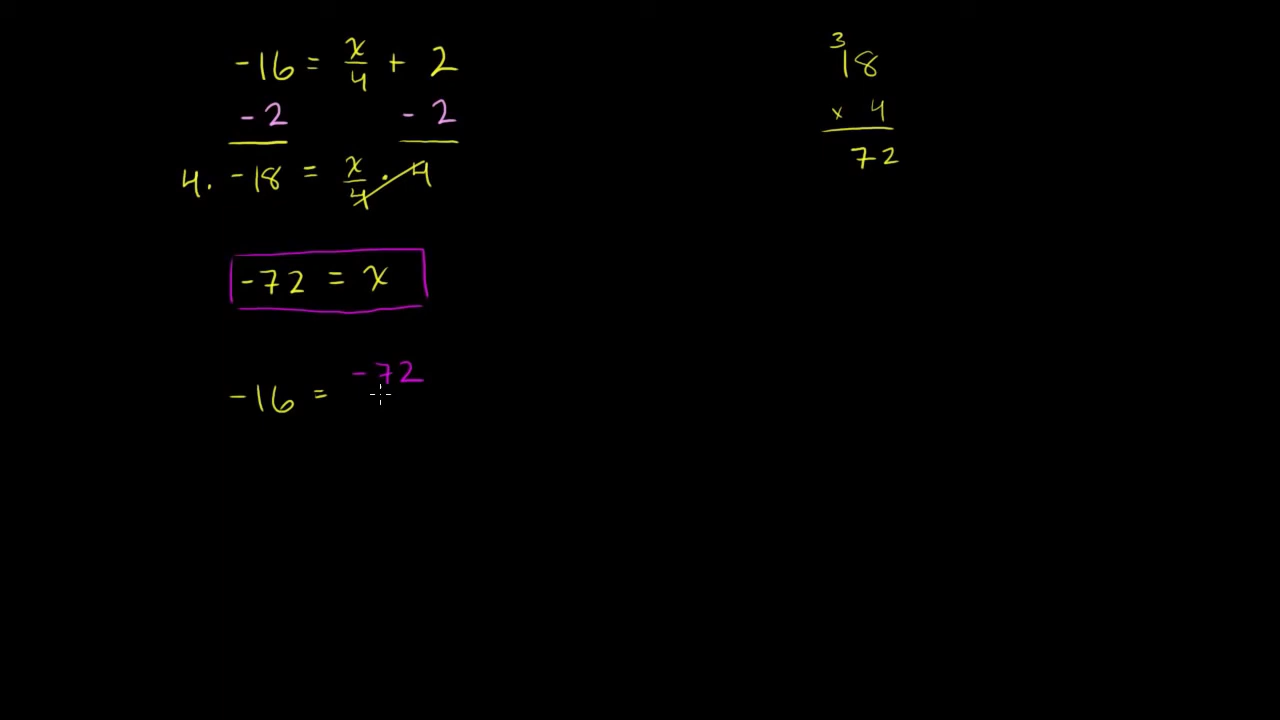 -16 = x/4 + 2
-2 -2
4 · -18 = x/4 · 4
-72 = x
-16 = -72
3
18
x 4
72